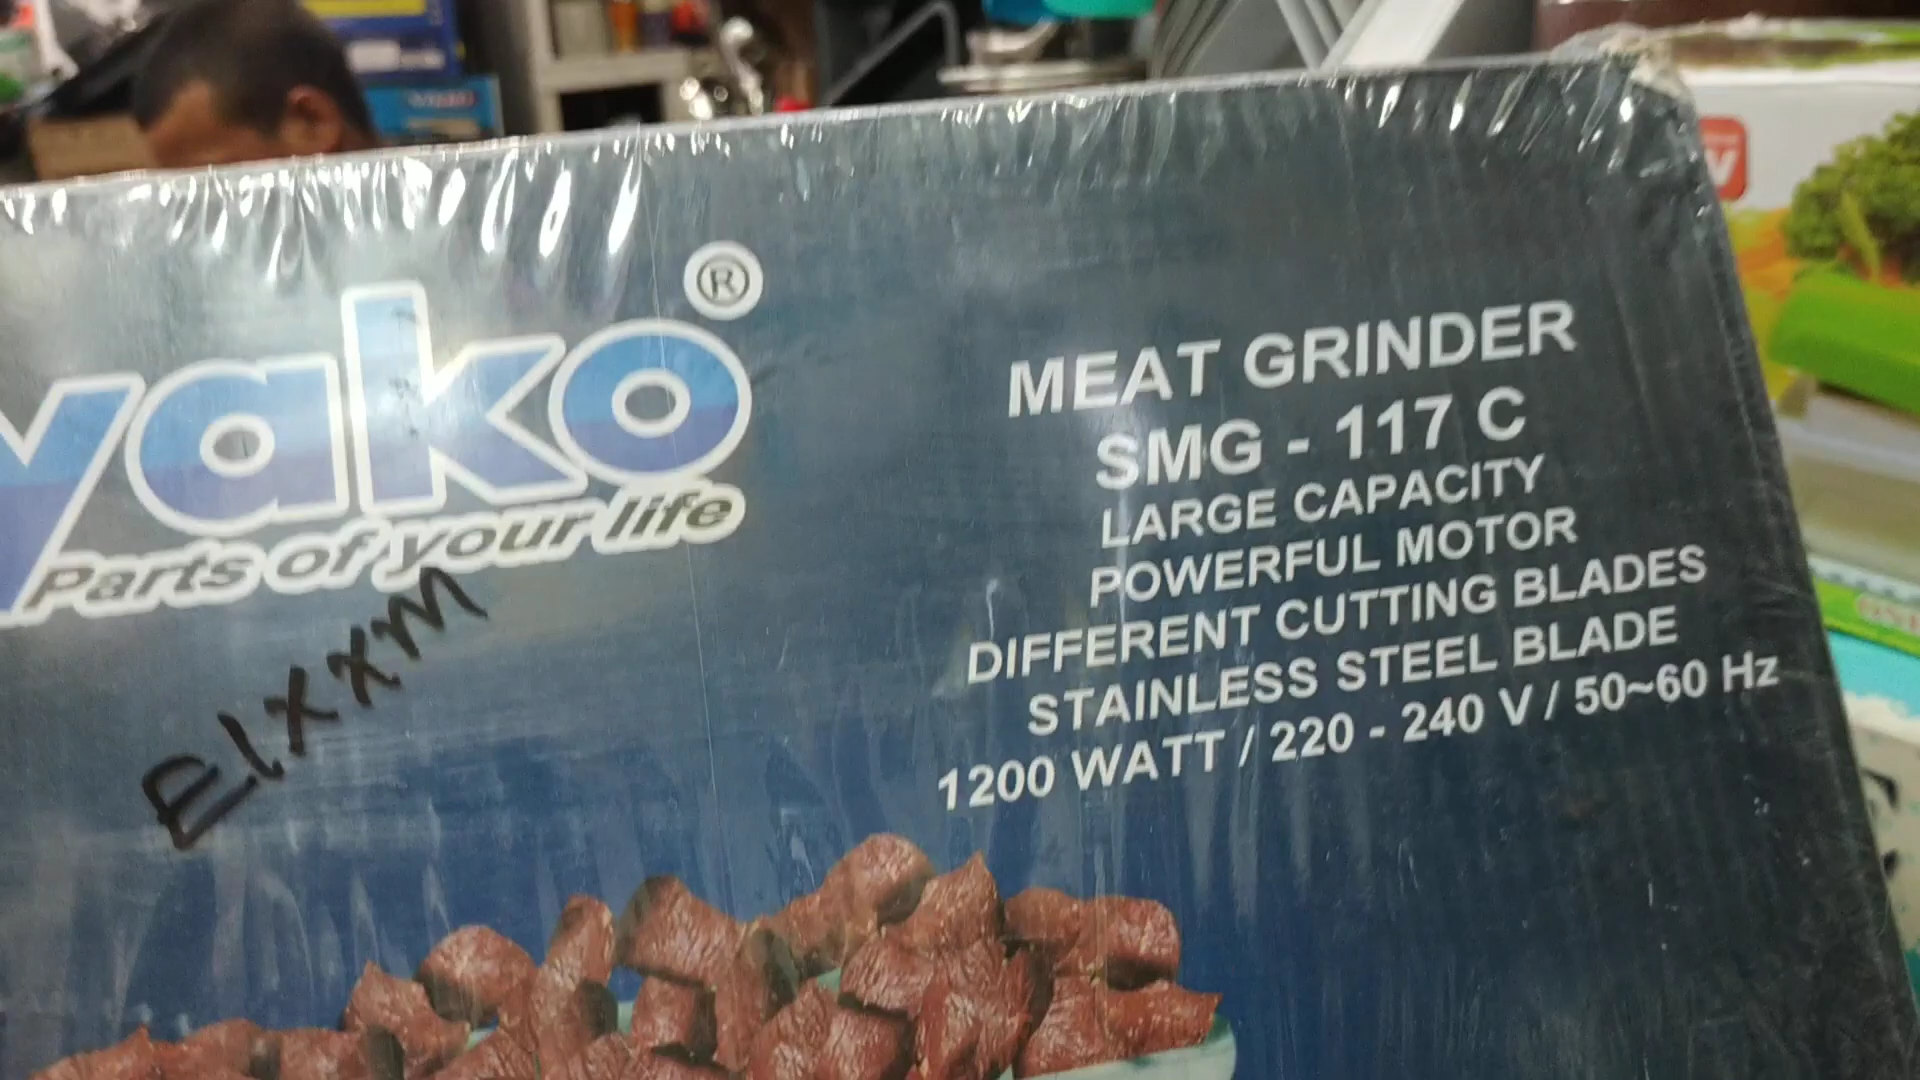 yako®
Parts of your life
EIXXM
MEAT GRINDER
SMG - 117 C
LARGE CAPACITY
POWERFUL MOTOR
DIFFERENT CUTTING BLADES
STAINLESS STEEL BLADE
1200 WATT / 220 - 240 V / 50~60 Hz